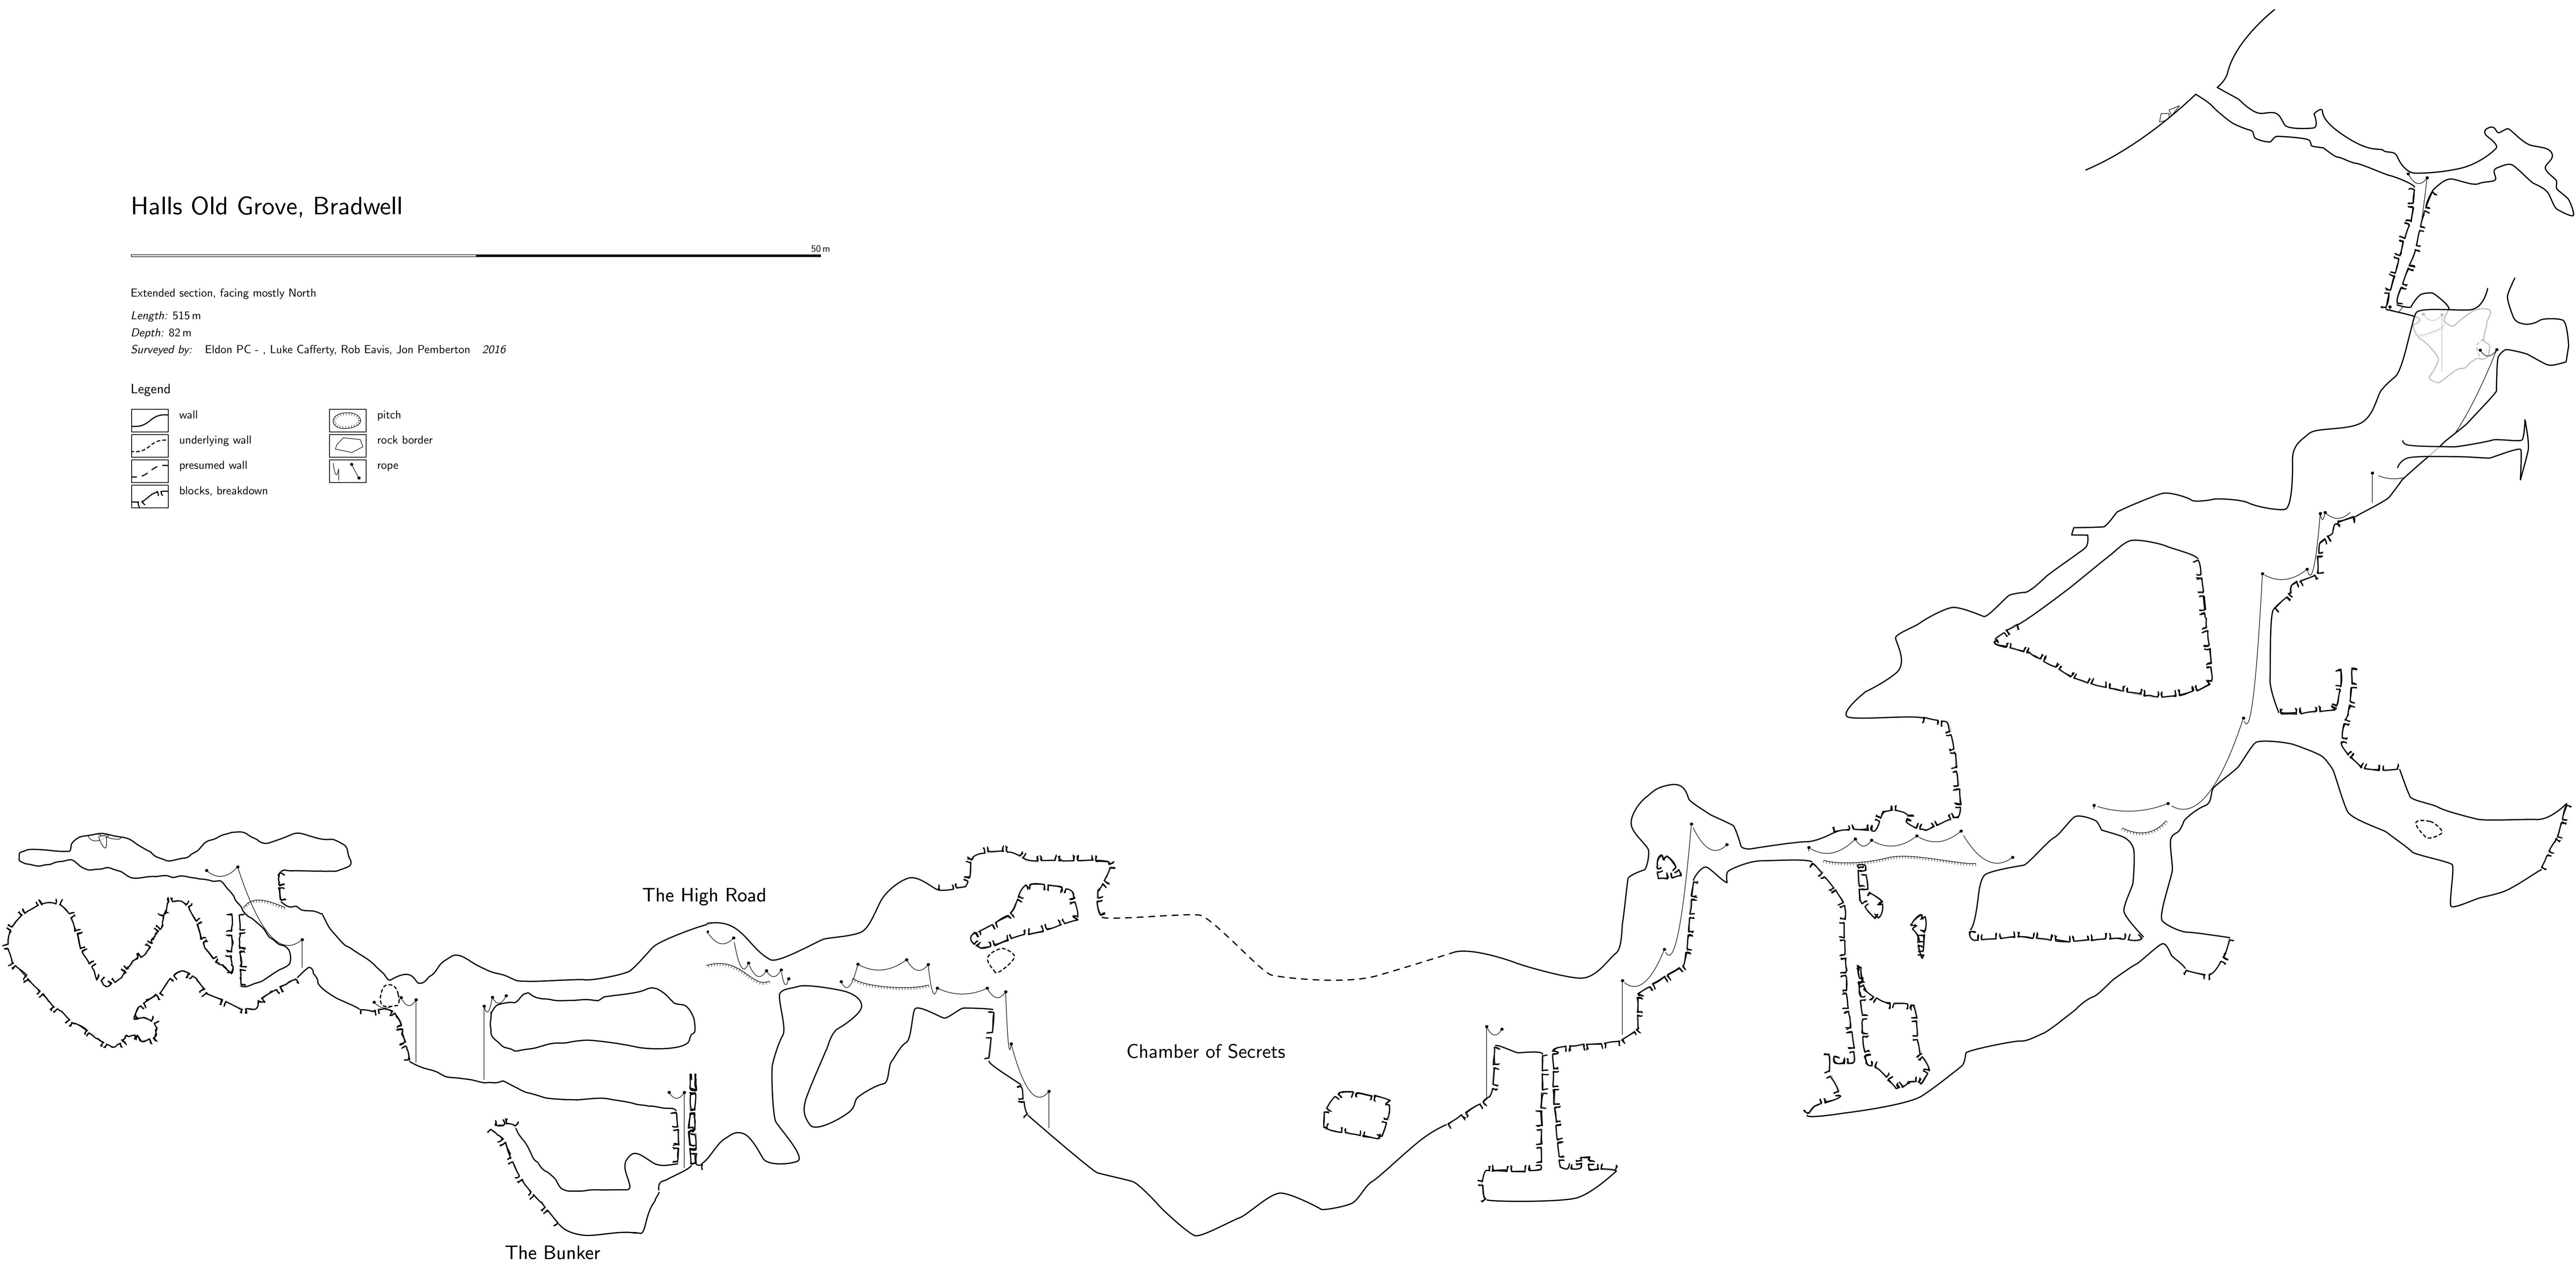 Halls Old Grove, Bradwell
50 m
Extended section, facing mostly North
Length: 515 m
Depth: 82 m
Surveyed by: Eldon PC - , Luke Cafferty, Rob Eavis, Jon Pemberton 2016
Legend
wall
underlying wall
presumed wall
blocks, breakdown
pitch
rock border
rope
The High Road
Chamber of Secrets
The Bunker